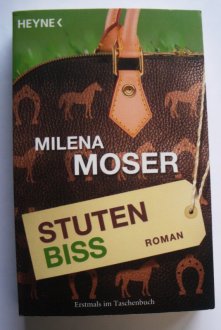 HEYNE<
MILENA
MOSER
STUTEN
BISS
ROMAN
Erstmals im Taschenbuch